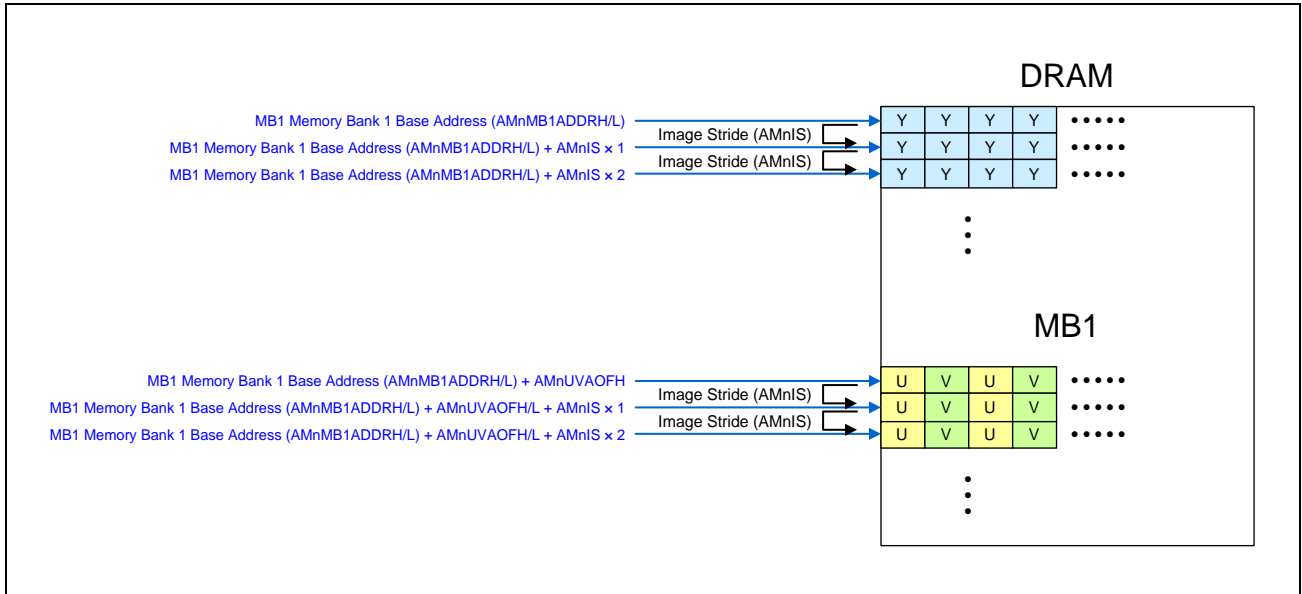 DRAM
MB1 Memory Bank 1 Base Address (AMnMB1ADDRH/L)
Y Y Y Y •••••
Image Stride (AMnIS)
MB1 Memory Bank 1 Base Address (AMnMB1ADDRH/L) + AMnIS × 1
Y Y Y Y •••••
Image Stride (AMnIS)
MB1 Memory Bank 1 Base Address (AMnMB1ADDRH/L) + AMnIS × 2
Y Y Y Y •••••
MB1
MB1 Memory Bank 1 Base Address (AMnMB1ADDRH/L) + AMnUVAOFH
U V U V •••••
Image Stride (AMnIS)
MB1 Memory Bank 1 Base Address (AMnMB1ADDRH/L) + AMnUVAOFH/L + AMnIS × 1
U V U V •••••
Image Stride (AMnIS)
MB1 Memory Bank 1 Base Address (AMnMB1ADDRH/L) + AMnUVAOFH/L + AMnIS × 2
U V U V •••••